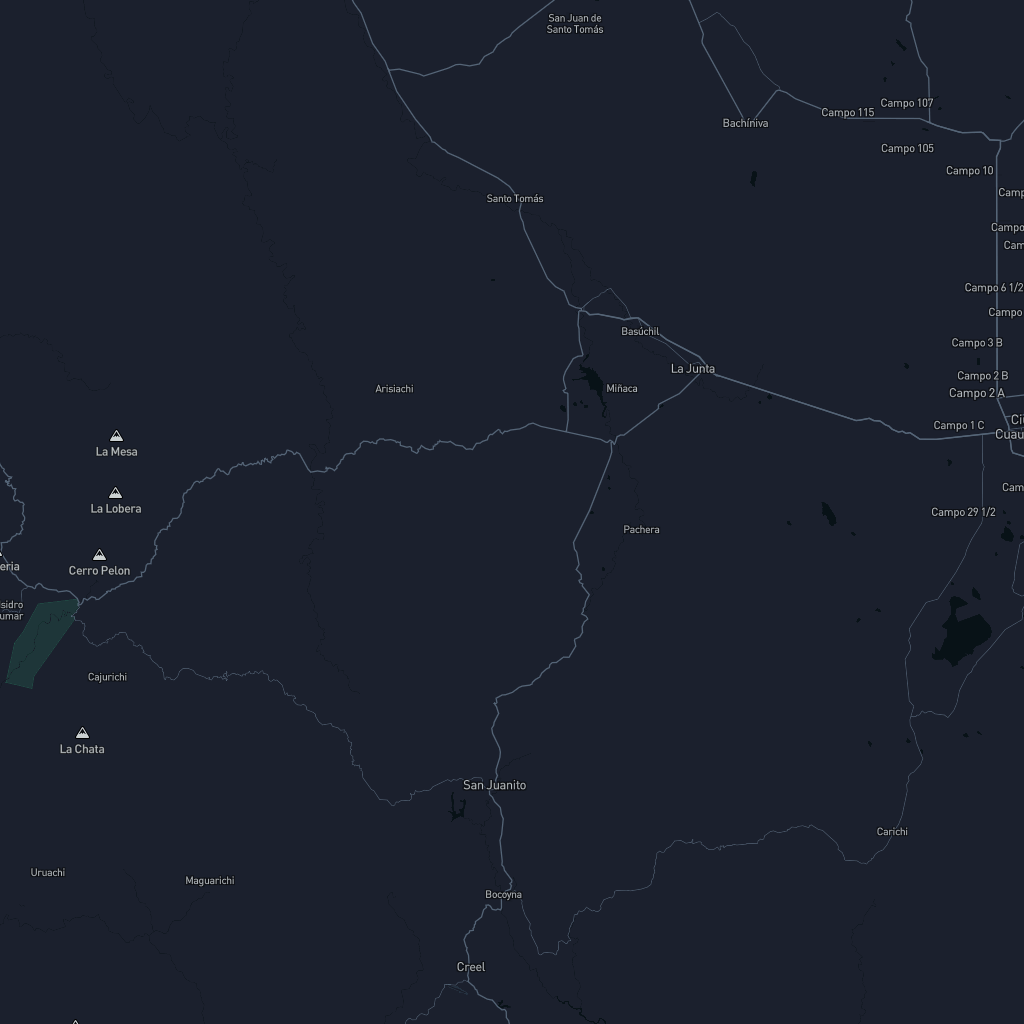 San Juan de
Santo Tomás
Campo 107
Campo 115
Bachíniva
Campo 105
Campo 10
Santo Tomás
Campo 6 1/2
Campo
Basúchil
Campo 3 B
La Junta
Campo 2 B
Arisiachi
Miñaca
Campo 2 A
Campo 1 C
La Mesa
La Lobera
Campo 29 1/2
Pachera
Cerro Pelon
Cajurichi
La Chata
San Juanito
Carichi
Uruachi
Maguarichi
Bocoyna
Creel